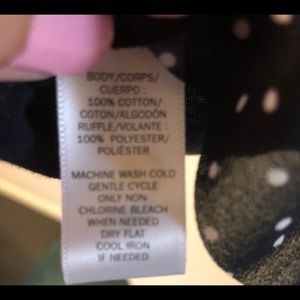 BODY/CORPS/
CUERPO :
100% COTTON/
COTON/ALGODÓN
RUFFLE/VOLANTE :
100% POLYESTER/
POLIÉSTER
MACHINE WASH COLD
GENTLE CYCLE
ONLY NON-
CHLORINE BLEACH
WHEN NEEDED
DRY FLAT
COOL IRON
IF NEEDED